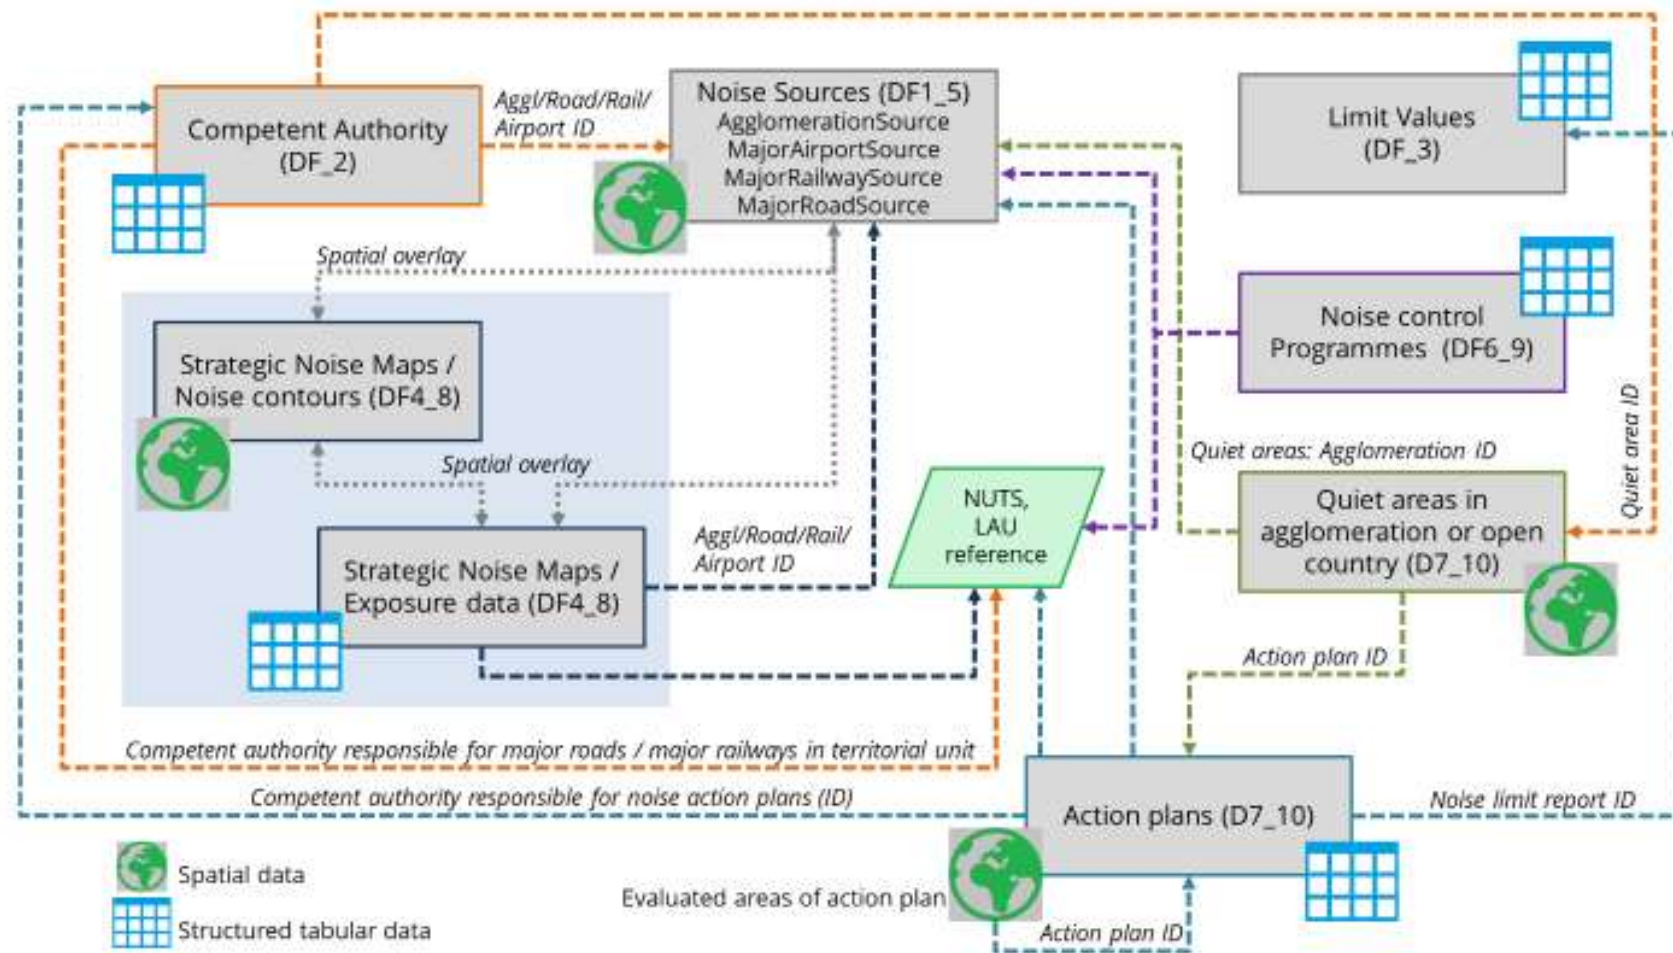 Competent Authority
(DF_2)
Aggl/Road/Rail/
Airport ID
Noise Sources (DF1_5)
AgglomerationSource
MajorAirportSource
MajorRailwaySource
MajorRoadSource
Limit Values
(DF_3)
Spatial overlay
Noise control
Programmes (DF6_9)
Strategic Noise Maps /
Noise contours (DF4_8)
Quiet area ID
Spatial overlay
Quiet areas: Agglomeration ID
NUTS,
LAU
reference
Quiet areas in
agglomeration or open
country (D7_10)
Aggl/Road/Rail/
Airport ID
Strategic Noise Maps /
Exposure data (DF4_8)
Action plan ID
Competent authority responsible for major roads / major railways in territorial unit
Competent authority responsible for noise action plans (ID)
Action plans (D7_10)
Noise limit report ID
Spatial data
Evaluated areas of action plan
Structured tabular data
Action plan ID